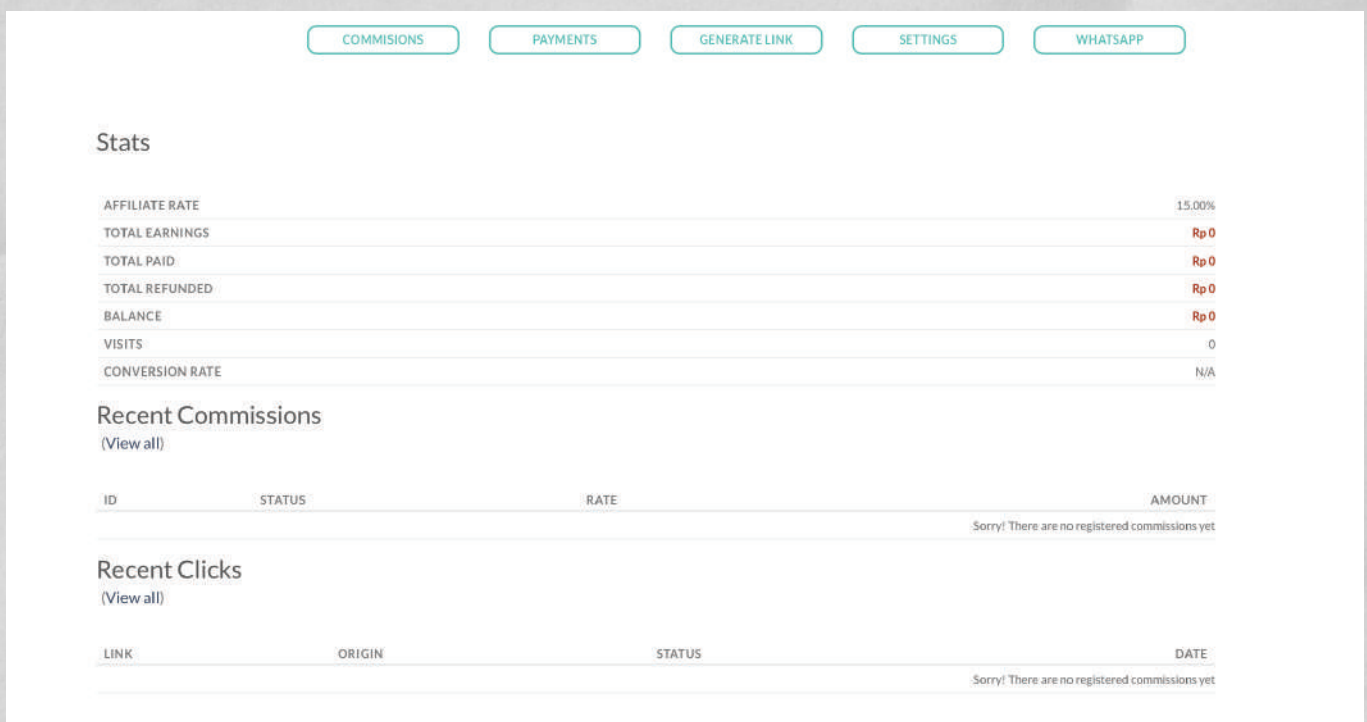 COMMISIONS PAYMENTS GENERATE LINK SETTINGS WHATSAPP
Stats
AFFILIATE RATE 15.00%
TOTAL EARNINGS Rp 0
TOTAL PAID Rp 0
TOTAL REFUNDED Rp 0
BALANCE Rp 0
VISITS 0
CONVERSION RATE N/A
Recent Commissions
(View all)
ID STATUS RATE AMOUNT
Sorry! There are no registered commissions yet
Recent Clicks
(View all)
LINK ORIGIN STATUS DATE
Sorry! There are no registered commissions yet